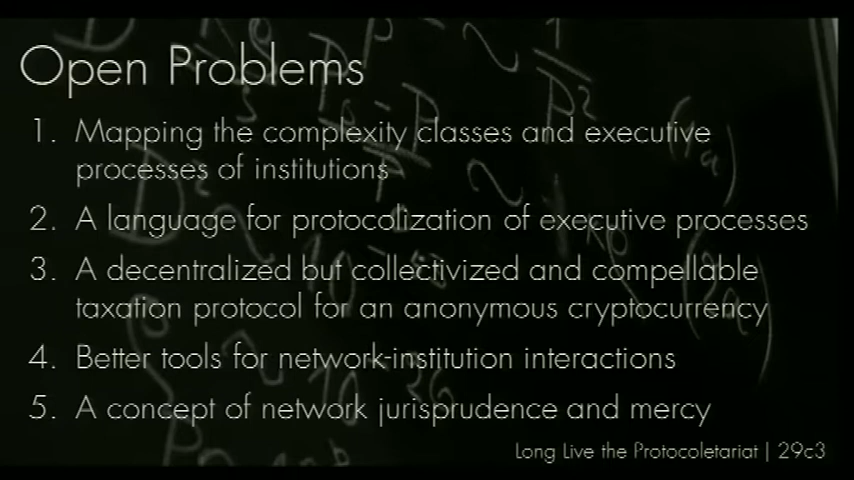 Open Problems
1. Mapping the complexity classes and executive
processes of institutions
2. A language for protocolization of executive processes
3. A decentralized but collectivized and compellable
taxation protocol for an anonymous cryptocurrency
4. Better tools for network-institution interactions
5. A concept of network jurisprudence and mercy
Long Live the Protocoletariat | 29c3